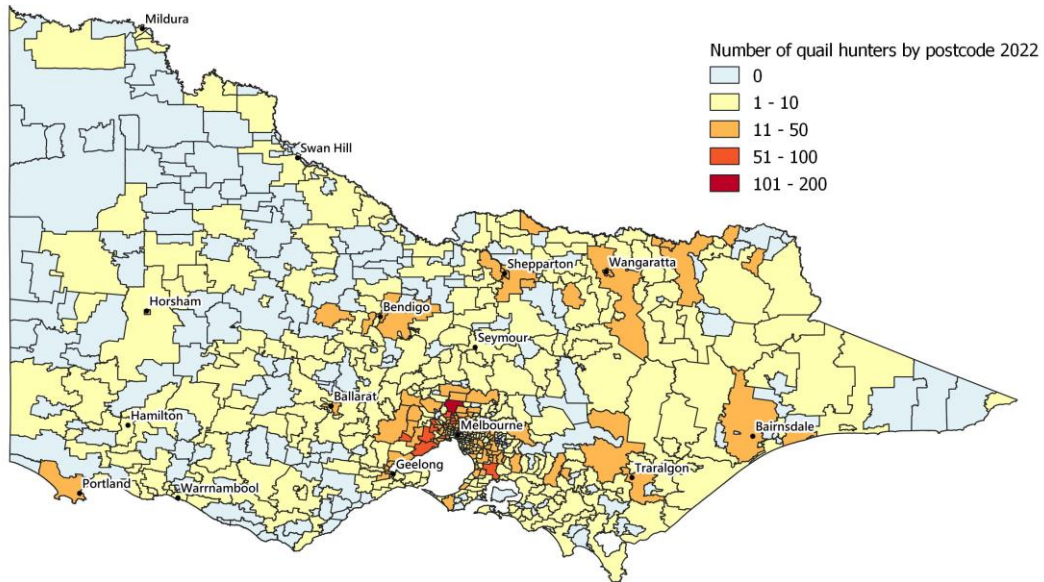 Mildura
Number of quail hunters by postcode 2022
0
1 - 10
11 - 50
51 - 100
101 - 200
Swan Hill
Shepparton
Wangaratta
Horsham
Bendigo
Seymour
Ballarat
Hamilton
Melbourne
Bairnsdale
Geelong
Traralgon
Portland
Warrnambool